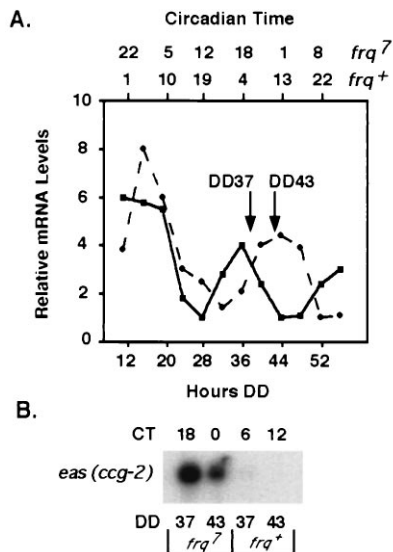 A.
Circadian Time
22 5 12 18 1 8 frq7
1 10 19 4 13 22 frq+
10
8
DD37 DD43
6
4
2
0
Relative mRNA Levels
12 20 28 36 44 52
Hours DD
B.
CT 18 0 6 12
eas (ccg-2)
DD 37 43 37 43
frq7 frq+